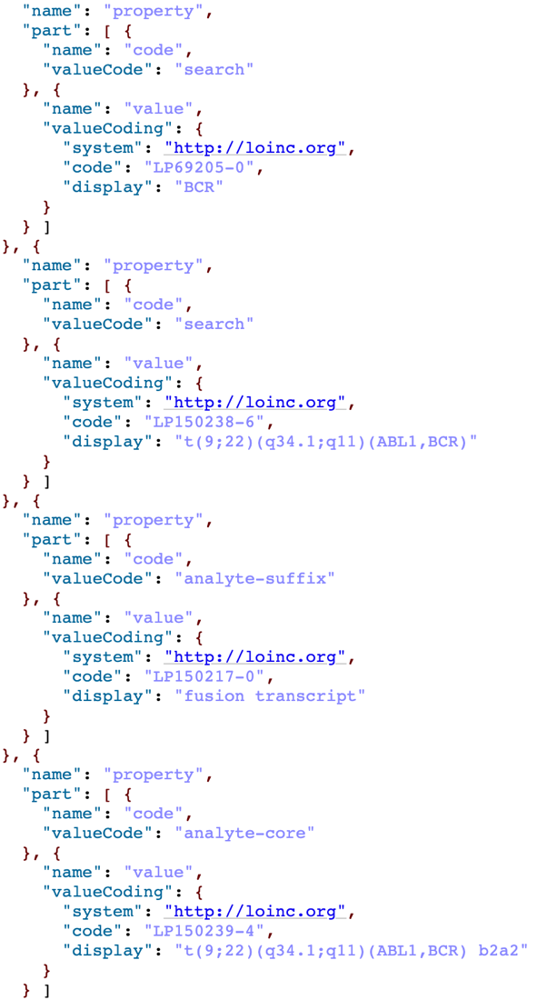 "name": "property",
"part": [ {
"name": "code",
"valueCode": "search"
}, {
"name": "value",
"valueCoding": {
"system": "http://loinc.org",
"code": "LP69205-0",
"display": "BCR"
}
} ]
}, {
"name": "property",
"part": [ {
"name": "code",
"valueCode": "search"
}, {
"name": "value",
"valueCoding": {
"system": "http://loinc.org",
"code": "LP150238-6",
"display": "t(9;22)(q34.1;q11)(ABL1,BCR)"
}
} ]
}, {
"name": "property",
"part": [ {
"name": "code",
"valueCode": "analyte-suffix"
}, {
"name": "value",
"valueCoding": {
"system": "http://loinc.org",
"code": "LP150217-0",
"display": "fusion transcript"
}
} ]
}, {
"name": "property",
"part": [ {
"name": "code",
"valueCode": "analyte-core"
}, {
"name": "value",
"valueCoding": {
"system": "http://loinc.org",
"code": "LP150239-4",
"display": "t(9;22)(q34.1;q11)(ABL1,BCR) b2a2"
}
} ]